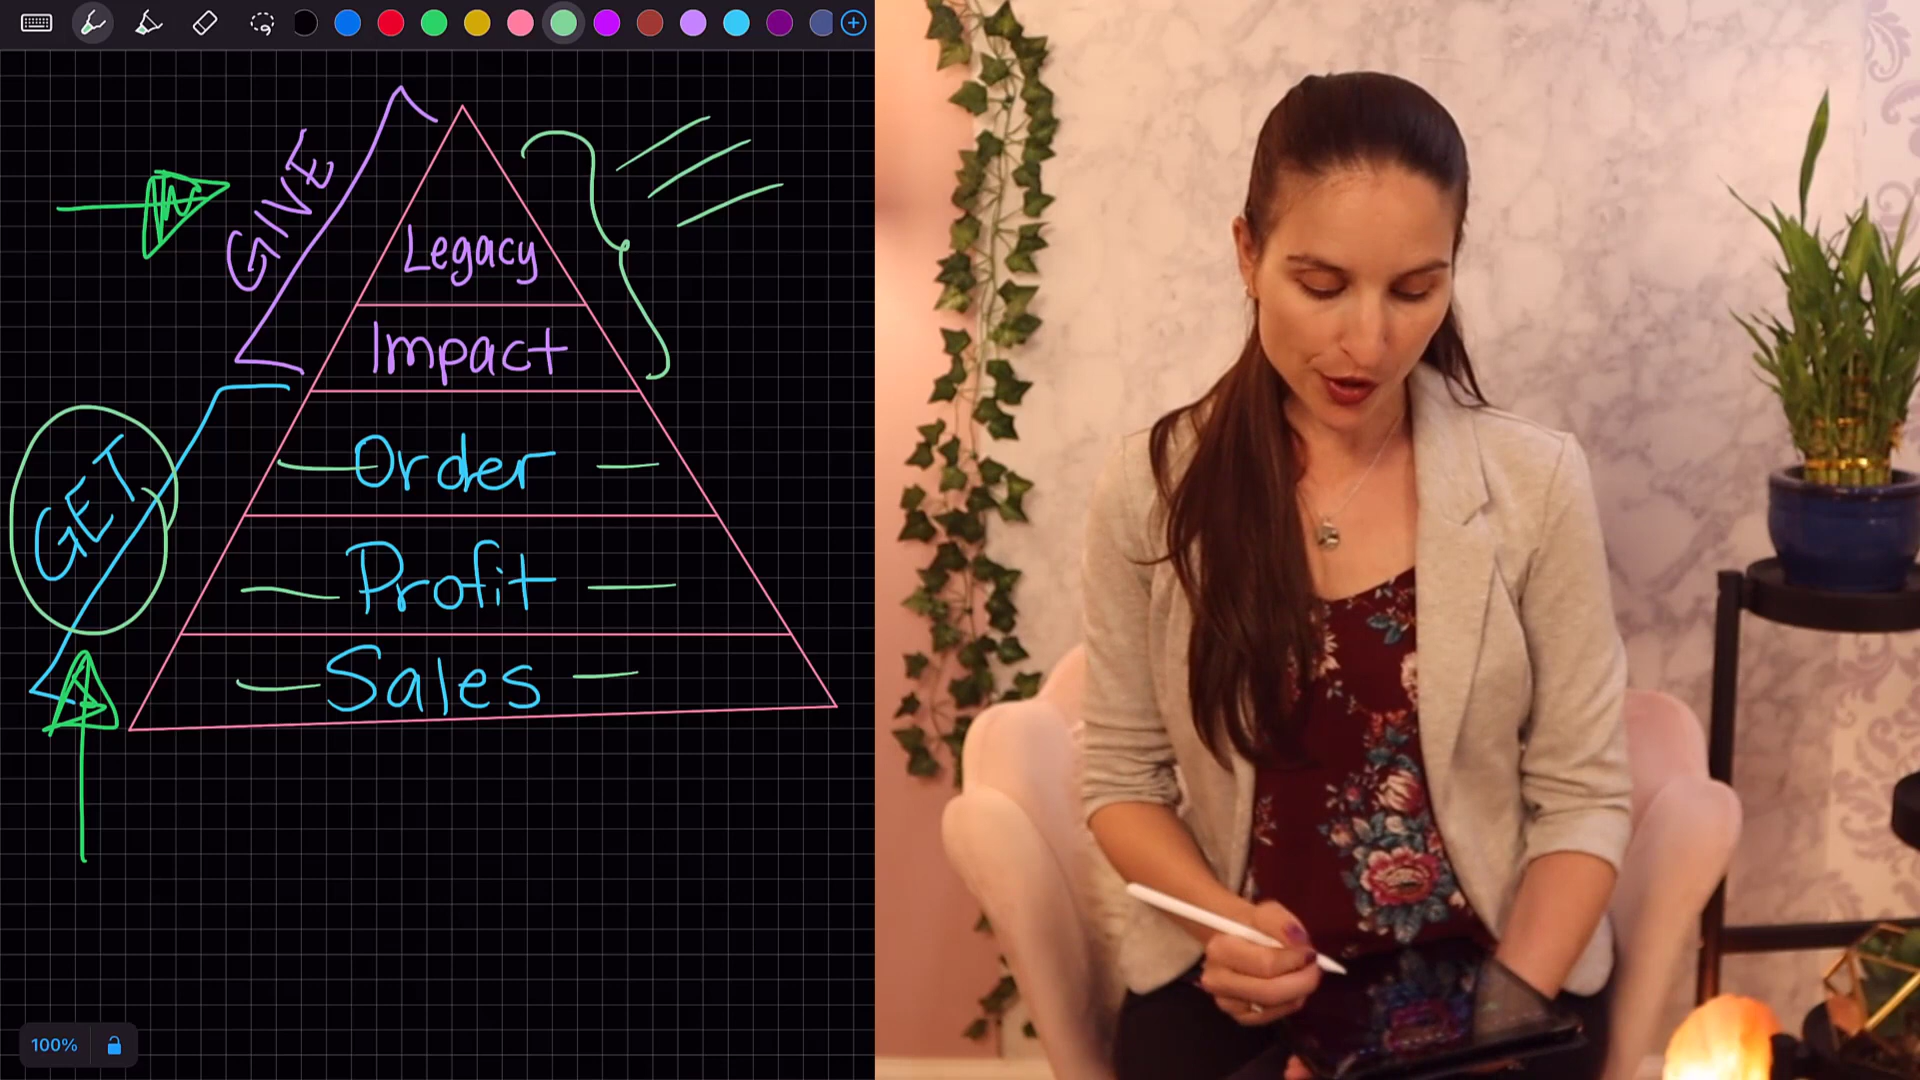 GIVE
Legacy
Impact
GET
Order
Profit
Sales
100%